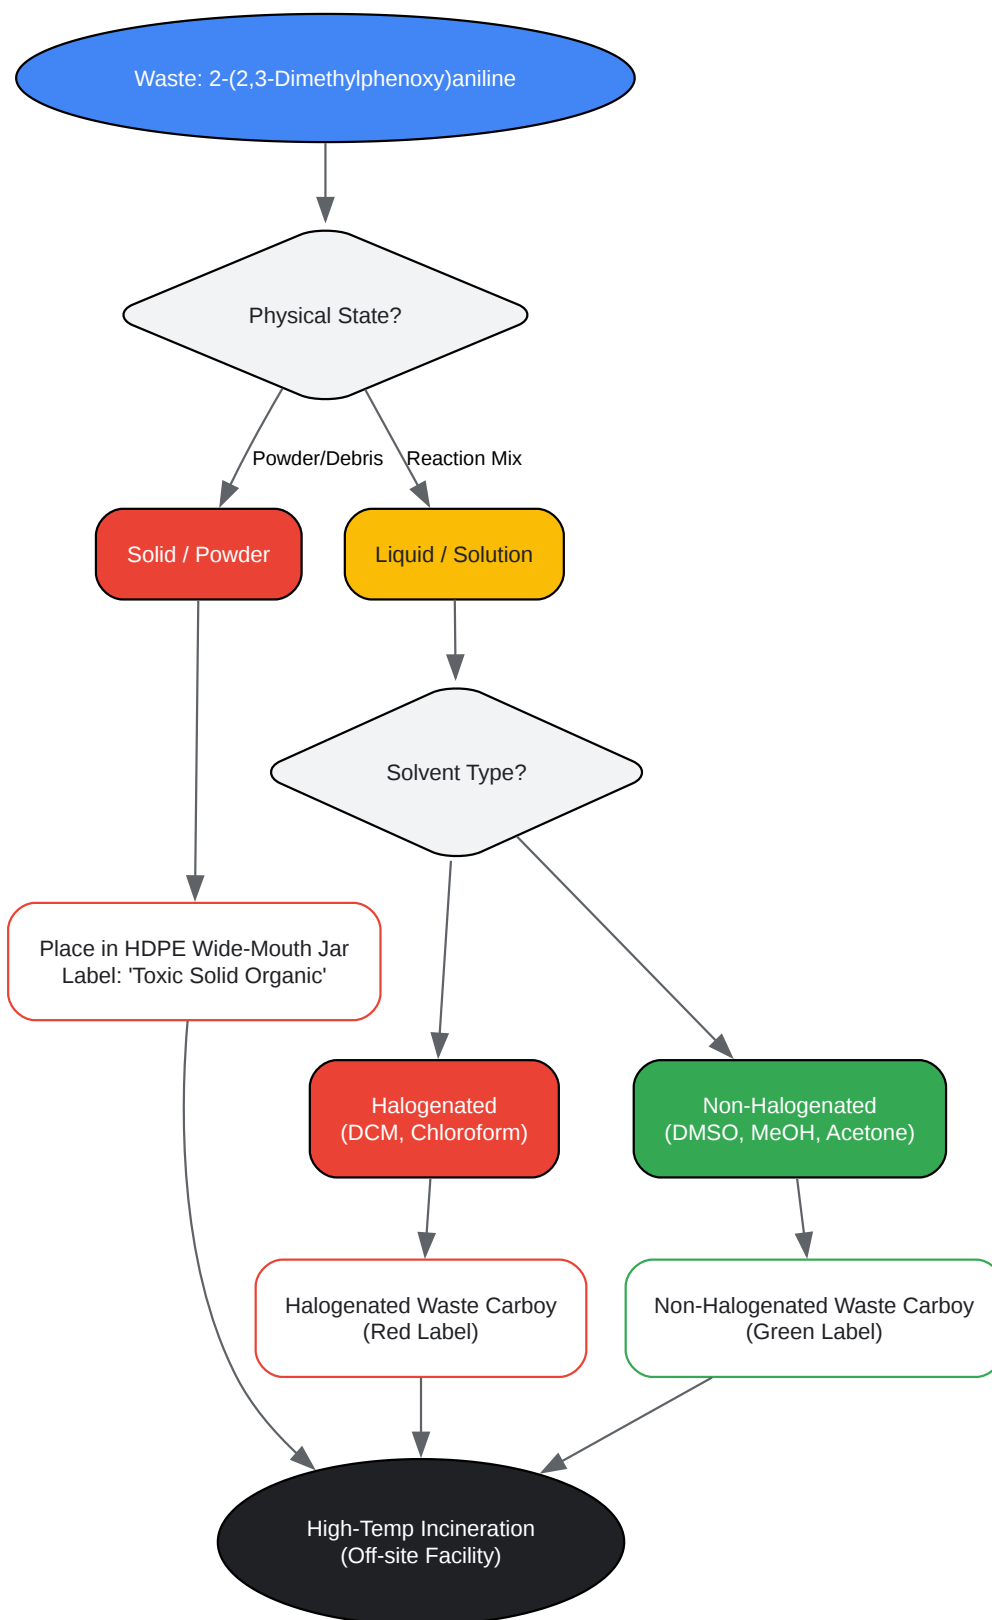 Waste: 2-(2,3-Dimethylphenoxy)aniline
Physical State?
Powder/Debris
Reaction Mix
Solid / Powder
Liquid / Solution
Solvent Type?
Place in HDPE Wide-Mouth Jar
Label: 'Toxic Solid Organic'
Halogenated
(DCM, Chloroform)
Non-Halogenated
(DMSO, MeOH, Acetone)
Halogenated Waste Carboy
(Red Label)
Non-Halogenated Waste Carboy
(Green Label)
High-Temp Incineration
(Off-site Facility)